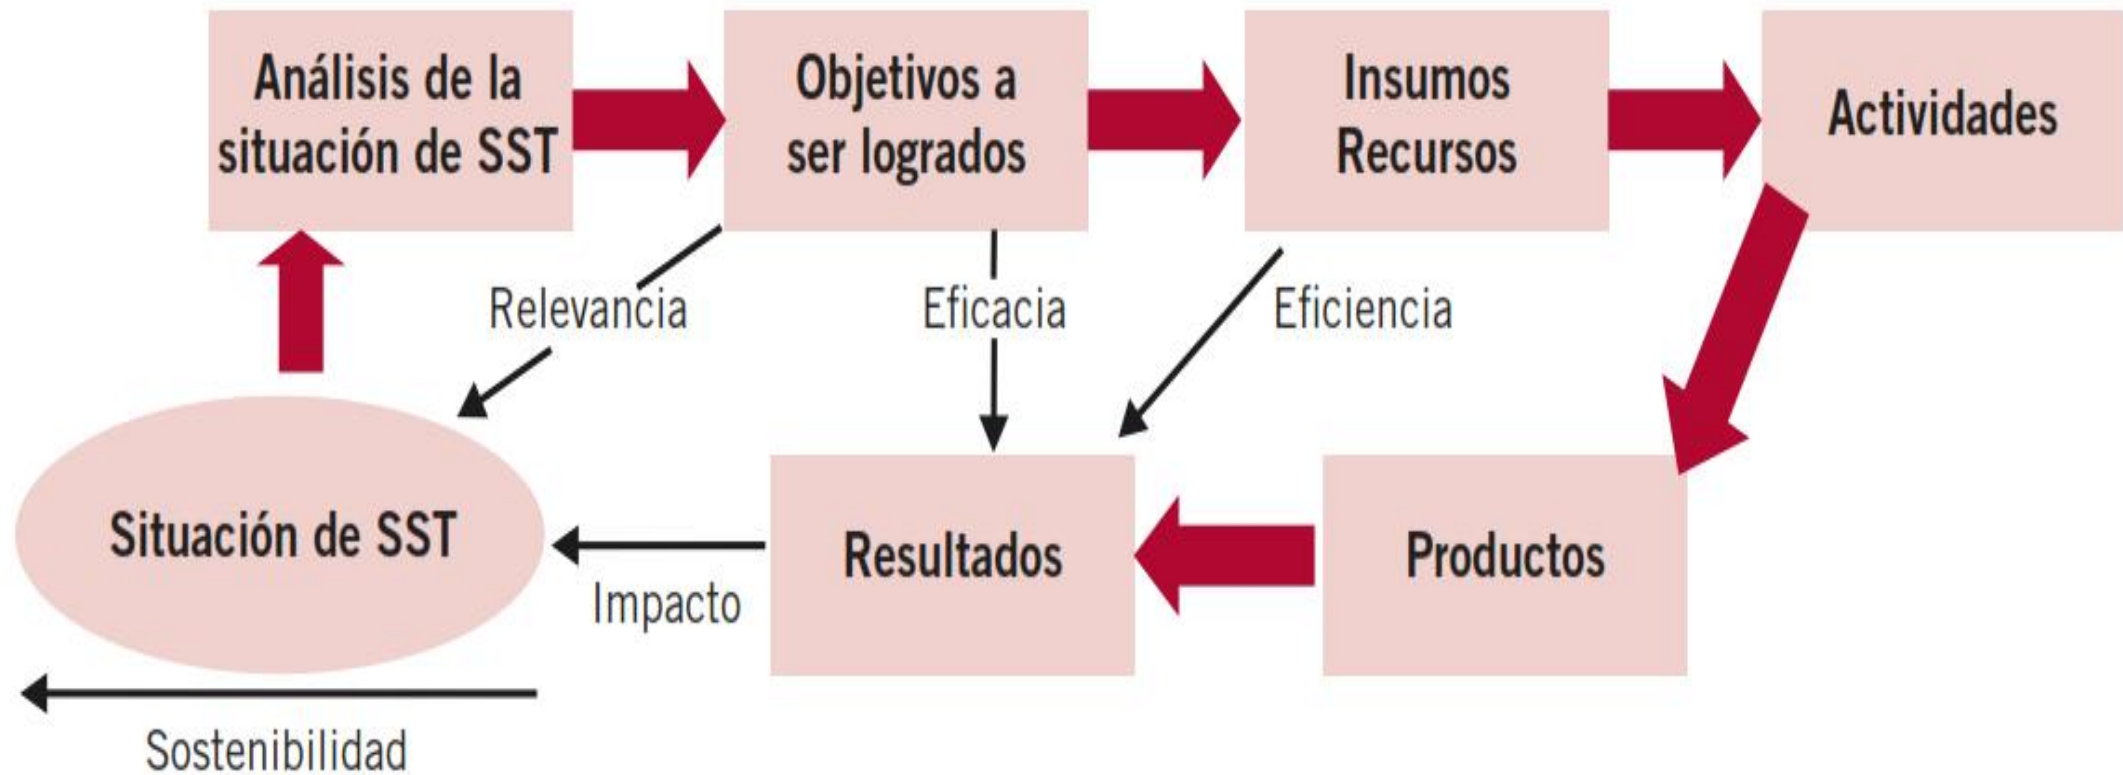 Análisis de la
situación de SST
Objetivos a
ser logrados
Insumos
Recursos
Actividades
Relevancia
Eficacia
Eficiencia
Situación de SST
Impacto
Resultados
Productos
Sostenibilidad